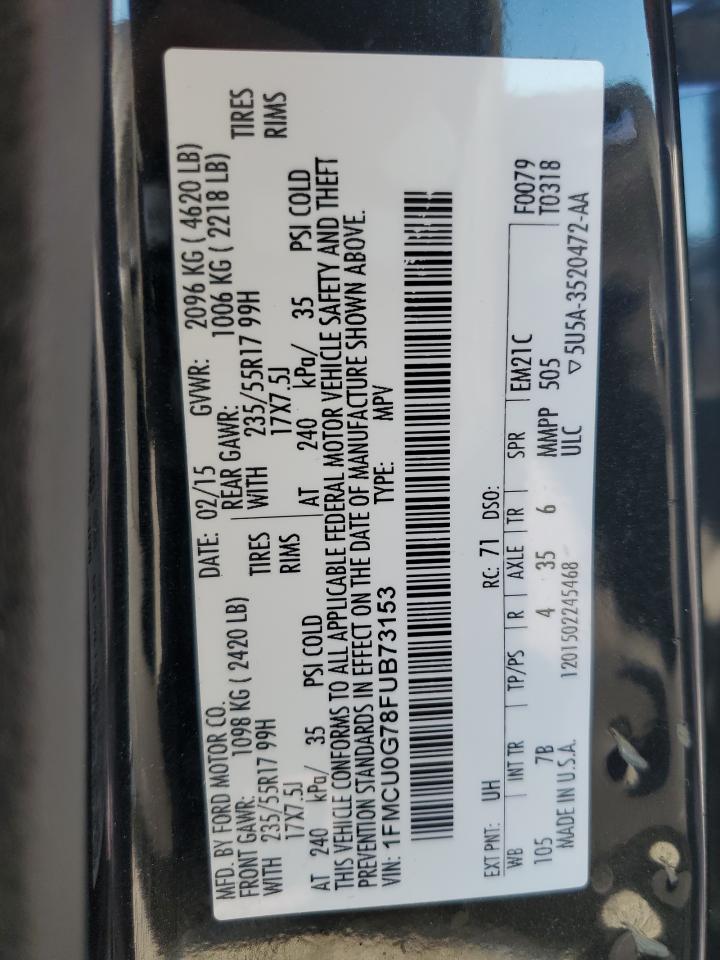 MFD. BY FORD MOTOR CO. DATE: 02/15 GVWR: 2096 KG ( 4620 LB)
FRONT GAWR: 1098 KG ( 2420 LB) REAR GAWR: 1006 KG ( 2218 LB)
WITH 235/55R17 99H TIRES WITH 235/55R17 99H TIRES
17X7.5J RIMS 17X7.5J RIMS
AT 240 kPa/ 35 PSI COLD AT 240 kPa/ 35 PSI COLD
THIS VEHICLE CONFORMS TO ALL APPLICABLE FEDERAL MOTOR VEHICLE SAFETY AND THEFT
PREVENTION STANDARDS IN EFFECT ON THE DATE OF MANUFACTURE SHOWN ABOVE.
VIN: 1FMCU0G78FUB73153 TYPE: MPV
EXT PNT: UH RC: 71 DSO: F0079
WB INT TR TP/PS R AXLE TR SPR EM21C T0318
105 7B 4 35 6 MMPP 505
MADE IN U.S.A. 1201502245468 ULC ▽5U5A-3520472-AA